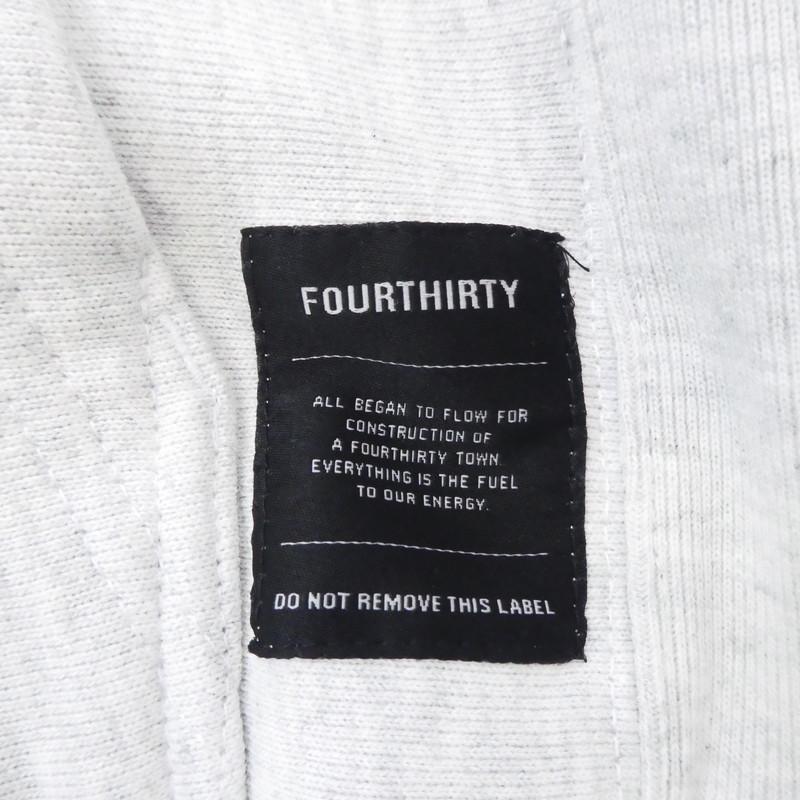 FOURTHIRTY
ALL BEGAN TO FLOW FOR
CONSTRUCTION OF
A FOURTHIRTY TOWN.
EVERYTHING IS THE FUEL
TO OUR ENERGY.
DO NOT REMOVE THIS LABEL